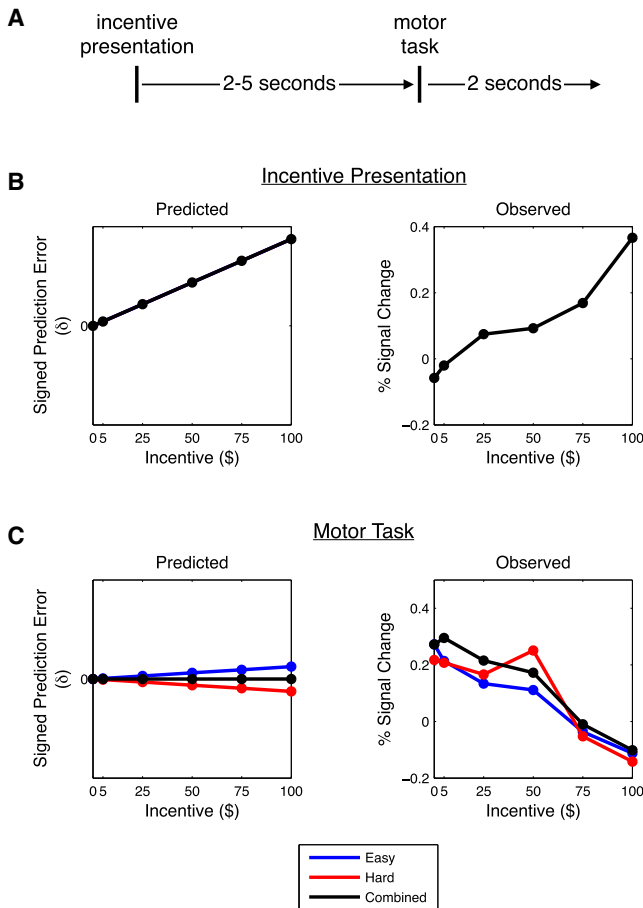 A
incentive
presentation
motor
task
2-5 seconds
2 seconds
B
Incentive Presentation
Predicted
Signed Prediction Error
(δ)
0
0 5 25 50 75 100
Incentive ($)
Observed
% Signal Change
0.4
0.2
0
−0.2
0 5 25 50 75 100
Incentive ($)
C
Motor Task
Predicted
Signed Prediction Error
(δ)
0
0 5 25 50 75 100
Incentive ($)
Observed
% Signal Change
0.4
0.2
0
−0.2
0 5 25 50 75 100
Incentive ($)
Easy
Hard
Combined